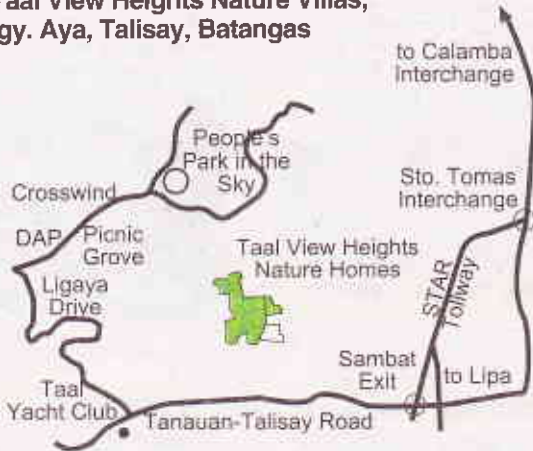 Taal View Heights Nature Villas,
gy. Aya, Talisay, Batangas
to Calamba
Interchange
People's
Park in the
Sky
Sto. Tomas
Interchange
Crosswind
DAP
Picnic
Grove
Taal View Heights
Nature Homes
Ligaya
Drive
STAR
Tollway
Sambat
Exit
to Lipa
Taal
Yacht Club
Tanauan-Talisay Road